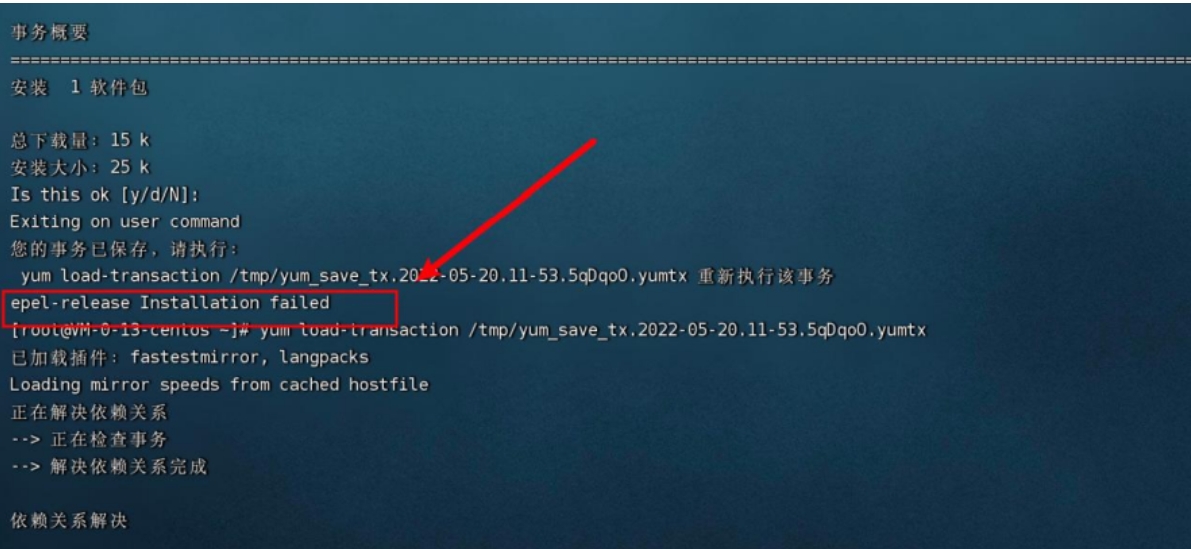 事务概要
================================================================================
安装  1 软件包
总下载量：15 k
安装大小：25 k
Is this ok [y/d/N]:
Exiting on user command
您的事务已保存，请执行：
 yum load-transaction /tmp/yum_save_tx.2022-05-20.11-53.5qDqoO.yumtx 重新执行该事务
epel-release Installation failed
[root@VM-0-13-centos ~]# yum load-transaction /tmp/yum_save_tx.2022-05-20.11-53.5qDqoO.yumtx
已加载插件：fastestmirror, langpacks
Loading mirror speeds from cached hostfile
正在解决依赖关系
--> 正在检查事务
--> 解决依赖关系完成
依赖关系解决